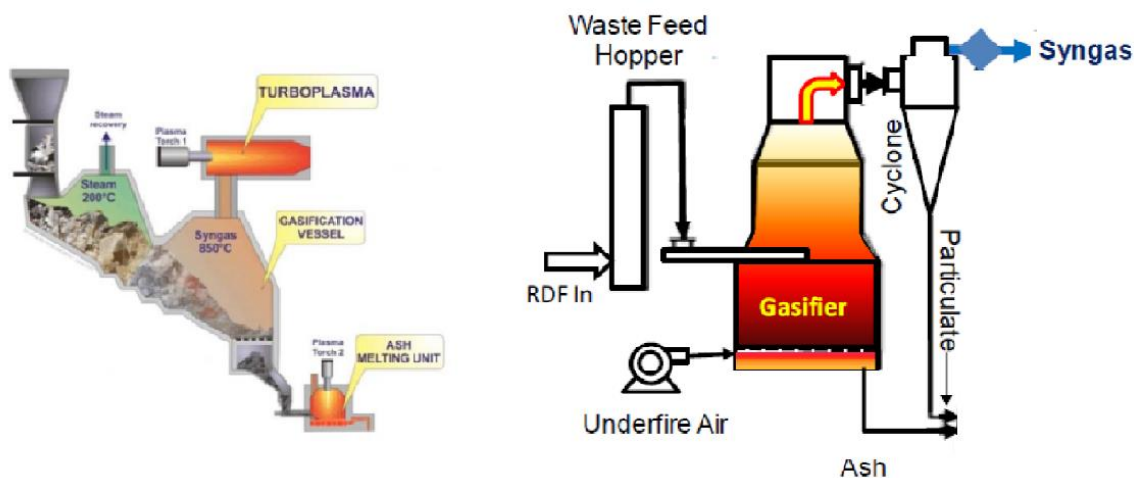 TURBOPLASMA
Steam
recovery
Plasma
Torch 1
Steam
200°C
GASIFICATION
VESSEL
Syngas
850°C
Plasma
Torch 2
ASH
MELTING UNIT
Waste Feed
Hopper
RDF In
Underfire Air
Gasifier
Cyclone
Syngas
Particulate
Ash